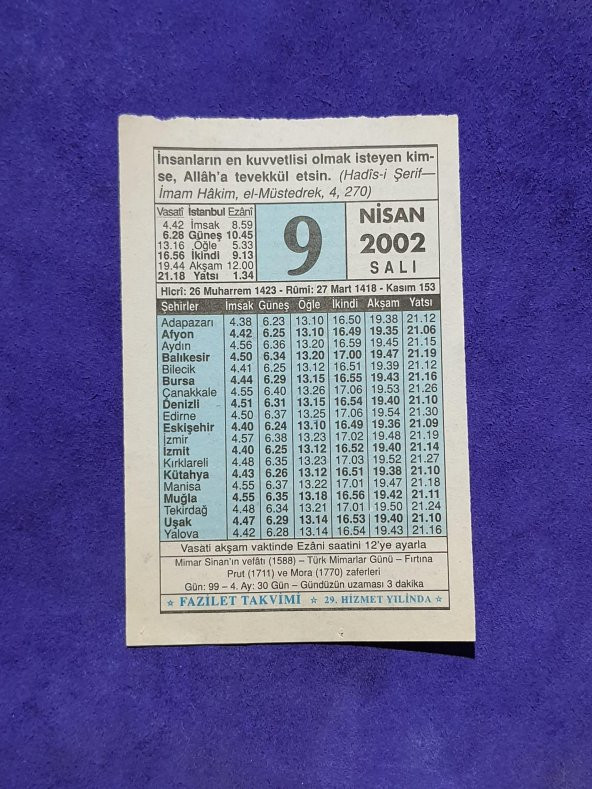 İnsanların en kuvvetlisi olmak isteyen kim-
se, Allâh'a tevekkül etsin. (Hadîs-i Şerif—
İmam Hâkim, el-Müstedrek, 4, 270)
Vasatî İstanbul Ezânî
4.42 İmsak 8.59
6.28 Güneş 10.45
13.16 Öğle 5.33
16.56 İkindi 9.13
19.44 Akşam 12.00
21.18 Yatsı 1.34
9
NİSAN
2002
SALI
Hicrî: 26 Muharrem 1423 - Rûmî: 27 Mart 1418 - Kasım 153
Şehirler İmsak Güneş Öğle İkindi Akşam Yatsı
Adapazarı 4.38 6.23 13.10 16.50 19.38 21.12
Afyon 4.42 6.25 13.10 16.49 19.35 21.06
Aydın 4.56 6.36 13.20 16.59 19.45 21.15
Balıkesir 4.50 6.34 13.20 17.00 19.47 21.19
Bilecik 4.41 6.25 13.12 16.51 19.39 21.12
Bursa 4.44 6.29 13.15 16.55 19.43 21.16
Çanakkale 4.55 6.40 13.26 17.06 19.53 21.26
Denizli 4.51 6.31 13.15 16.54 19.40 21.10
Edirne 4.50 6.37 13.25 17.06 19.54 21.30
Eskişehir 4.40 6.24 13.10 16.49 19.36 21.09
İzmir 4.57 6.38 13.23 17.02 19.48 21.19
İzmit 4.40 6.25 13.12 16.52 19.40 21.14
Kırklareli 4.48 6.35 13.23 17.03 19.52 21.27
Kütahya 4.43 6.26 13.12 16.51 19.38 21.10
Manisa 4.55 6.37 13.22 17.01 19.47 21.18
Muğla 4.55 6.35 13.18 16.56 19.42 21.11
Tekirdağ 4.48 6.34 13.21 17.01 19.50 21.24
Uşak 4.47 6.29 13.14 16.53 19.40 21.10
Yalova 4.42 6.28 13.14 16.54 19.43 21.16
Vasati akşam vaktinde Ezâni saatini 12'ye ayarla
Mimar Sinan'ın vefâtı (1588) – Türk Mimarlar Günü – Fırtına
Prut (1711) ve Mora (1770) zaferleri
Gün: 99 – 4. Ay: 30 Gün – Gündüzün uzaması 3 dakika
☆ FAZİLET TAKVİMİ ☆ 29. HİZMET YILINDA ☆